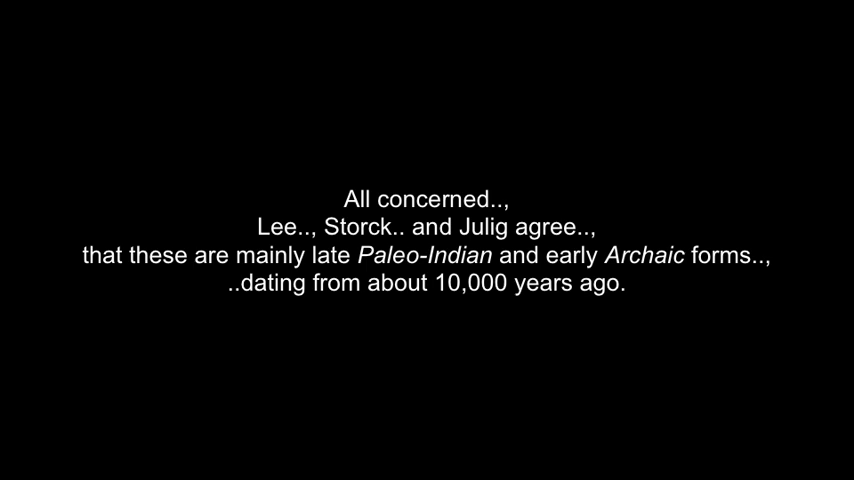 All concerned..,
Lee.., Storck.. and Julig agree..,
that these are mainly late Paleo-Indian and early Archaic forms..,
..dating from about 10,000 years ago.